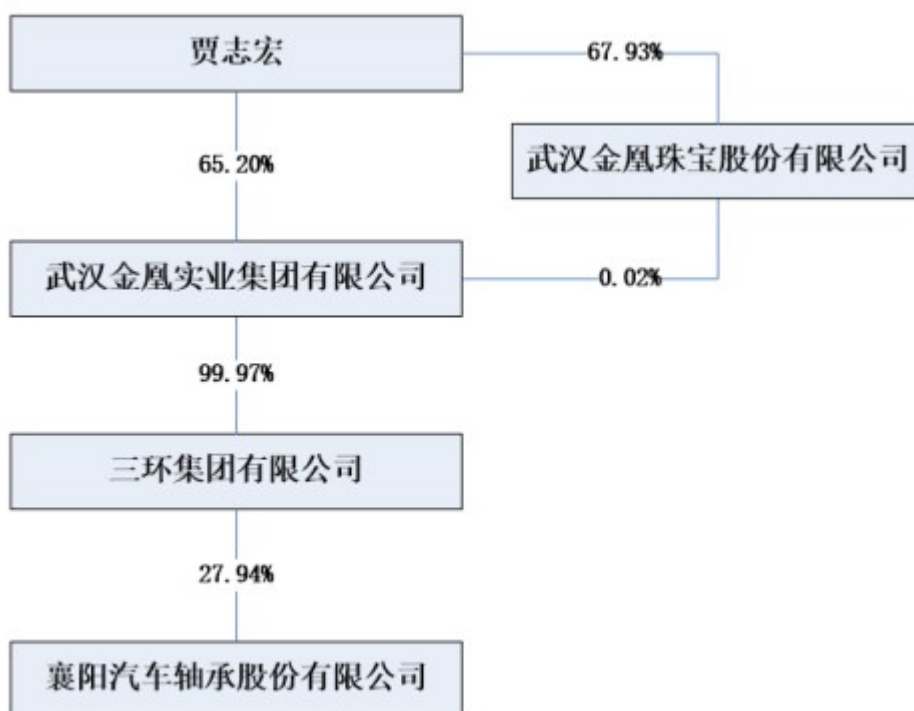 贾志宏
67.93%
武汉金凰珠宝股份有限公司
65.20%
武汉金凰实业集团有限公司
0.02%
99.97%
三环集团有限公司
27.94%
襄阳汽车轴承股份有限公司